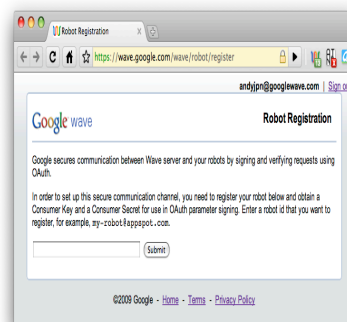 Robot Registration
https://wave.google.com/wave/robot/register
andyjpn@googlewave.com | Sign o
Google wave
Robot Registration
Google secures communication between Wave server and your robots by signing and verifying requests using
OAuth.
In order to set up this secure communication channel, you need to register your robot below and obtain a
Consumer Key and a Consumer Secret for use in OAuth parameter signing. Enter a robot id that you want to
register, for example, my-robot@appspot.com.
Submit
©2009 Google - Home - Terms - Privacy Policy